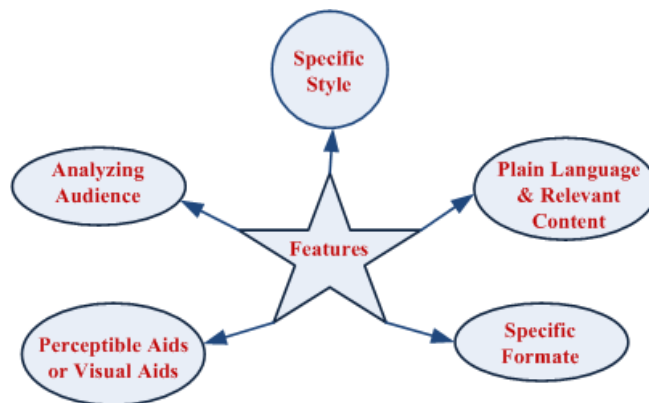 Specific
Style
Analyzing
Audience
Plain Language
& Relevant
Content
Features
Perceptible Aids
or Visual Aids
Specific
Formate